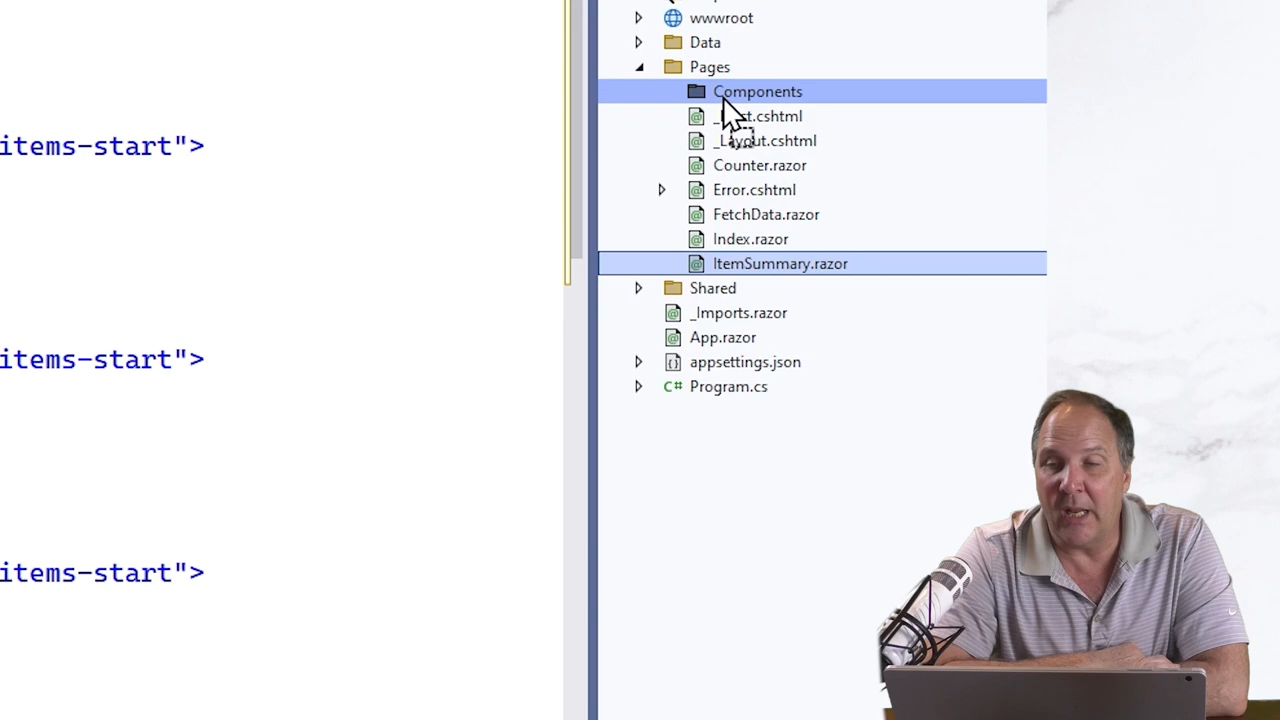 wwwroot
Data
Pages
Components
_Layout.cshtml
Counter.razor
Error.cshtml
FetchData.razor
Index.razor
ItemSummary.razor
Shared
_Imports.razor
App.razor
appsettings.json
C# Program.cs
items-start">
items-start">
items-start">